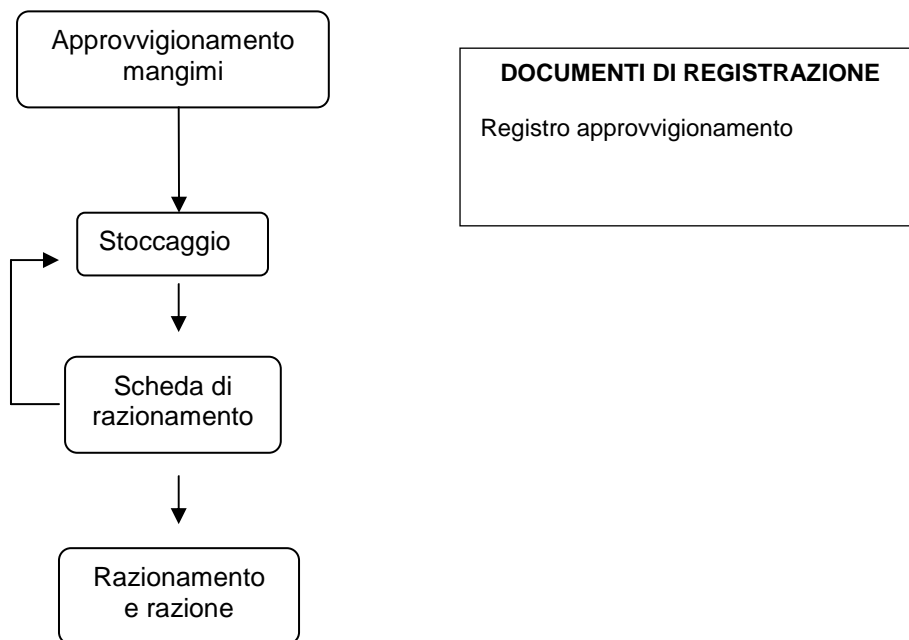 Approvvigionamento
mangimi
DOCUMENTI DI REGISTRAZIONE
Registro approvvigionamento
Stoccaggio
Scheda di
razionamento
Razionamento
e razione